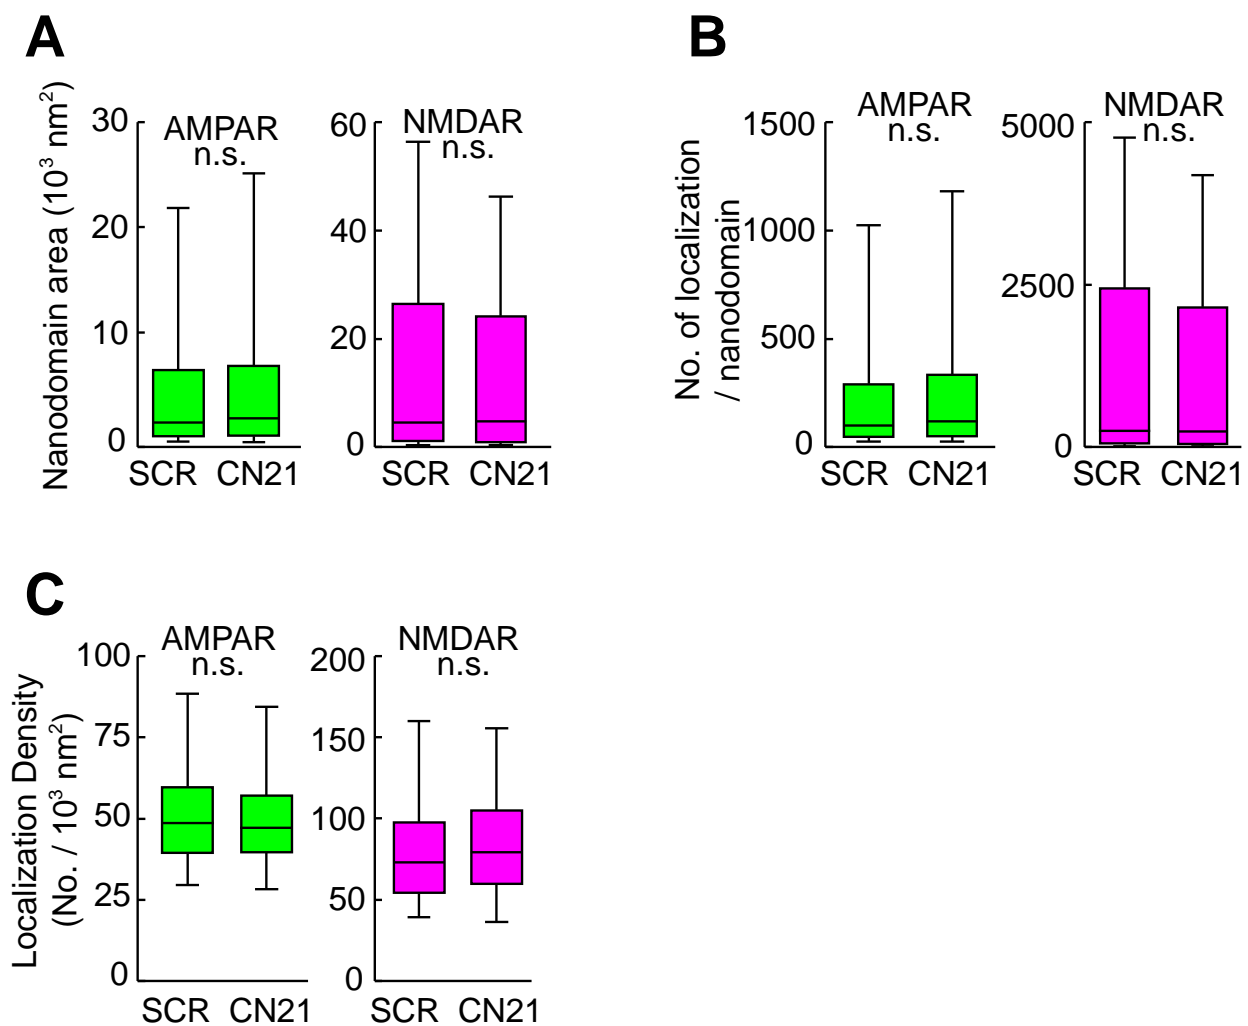 A
Nanodomain area (10³ nm²)
30
20
10
0
AMPAR
n.s.
SCR CN21
60
40
20
0
NMDAR
n.s.
SCR CN21
B
No. of localization
/ nanodomain
1500
1000
500
0
AMPAR
n.s.
SCR CN21
5000
2500
0
NMDAR
n.s.
SCR CN21
C
Localization Density
(No. / 10³ nm²)
100
75
50
25
0
AMPAR
n.s.
SCR CN21
200
150
100
50
0
NMDAR
n.s.
SCR CN21